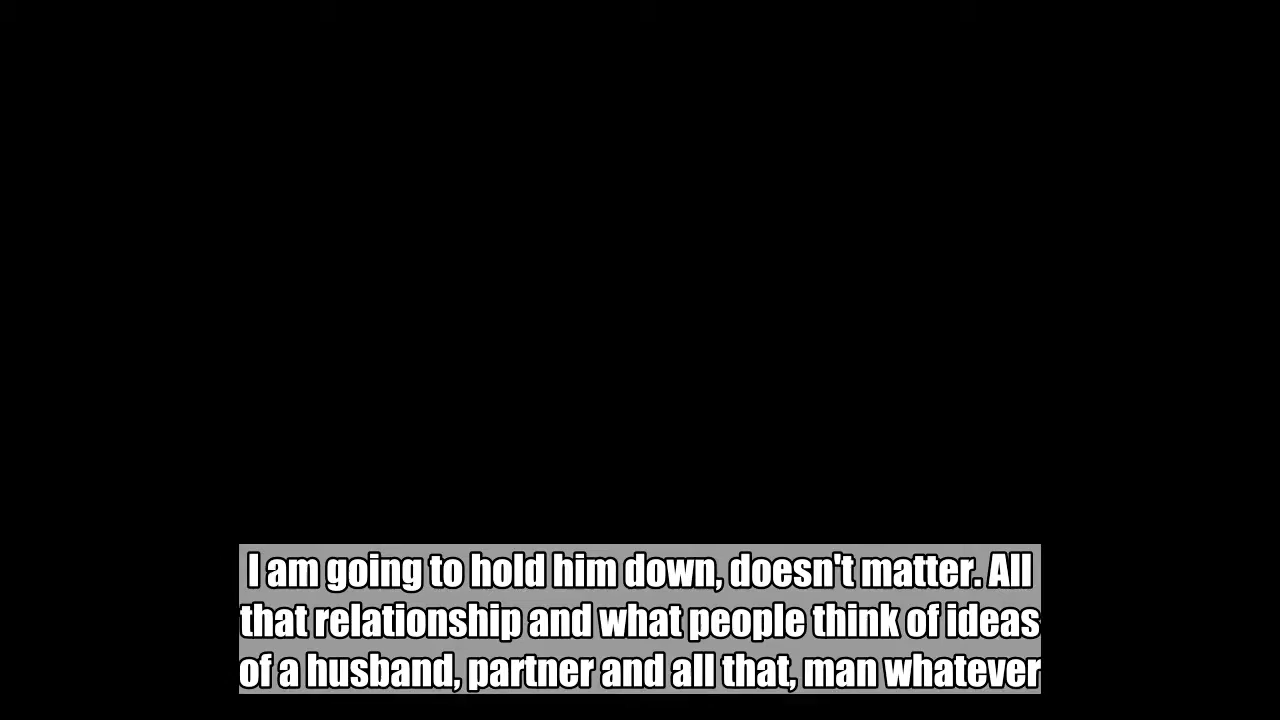 I am going to hold him down, doesn't matter. All
that relationship and what people think of ideas
of a husband, partner and all that, man whatever